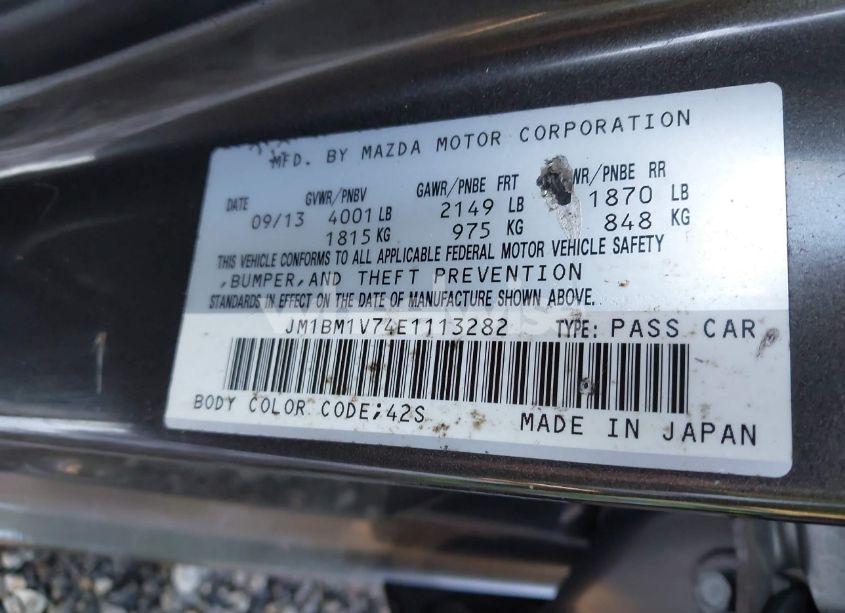 MFD. BY MAZDA MOTOR CORPORATION
DATE GVWR/PNBV GAWR/PNBE FRT WR/PNBE RR
09/13 4001 LB 2149 LB 1870 LB
1815 KG 975 KG 848 KG
THIS VEHICLE CONFORMS TO ALL APPLICABLE FEDERAL MOTOR VEHICLE SAFETY
,BUMPER,AND THEFT PREVENTION
STANDARDS IN EFFECT ON THE DATE OF MANUFACTURE SHOWN ABOVE.
JM1BM1V74E1113282 TYPE: PASS CAR
BODY COLOR CODE;42S MADE IN JAPAN